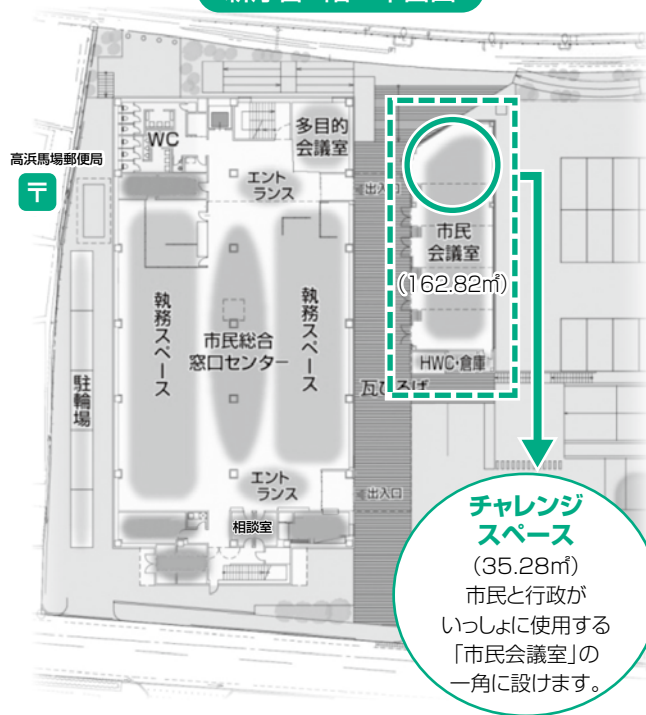 WC
多目的
会議室
高浜馬場郵便局
〒
エント
ランス
出入口
市民
会議室
(162.82㎡)
執務スペース
市民総合
窓口センター
執務スペース
HWC・倉庫
駐輪場
エント
ランス
出入口
相談室
チャレンジ
スペース
(35.28㎡)
市民と行政が
いっしょに使用する
「市民会議室」の
一角に設けます。